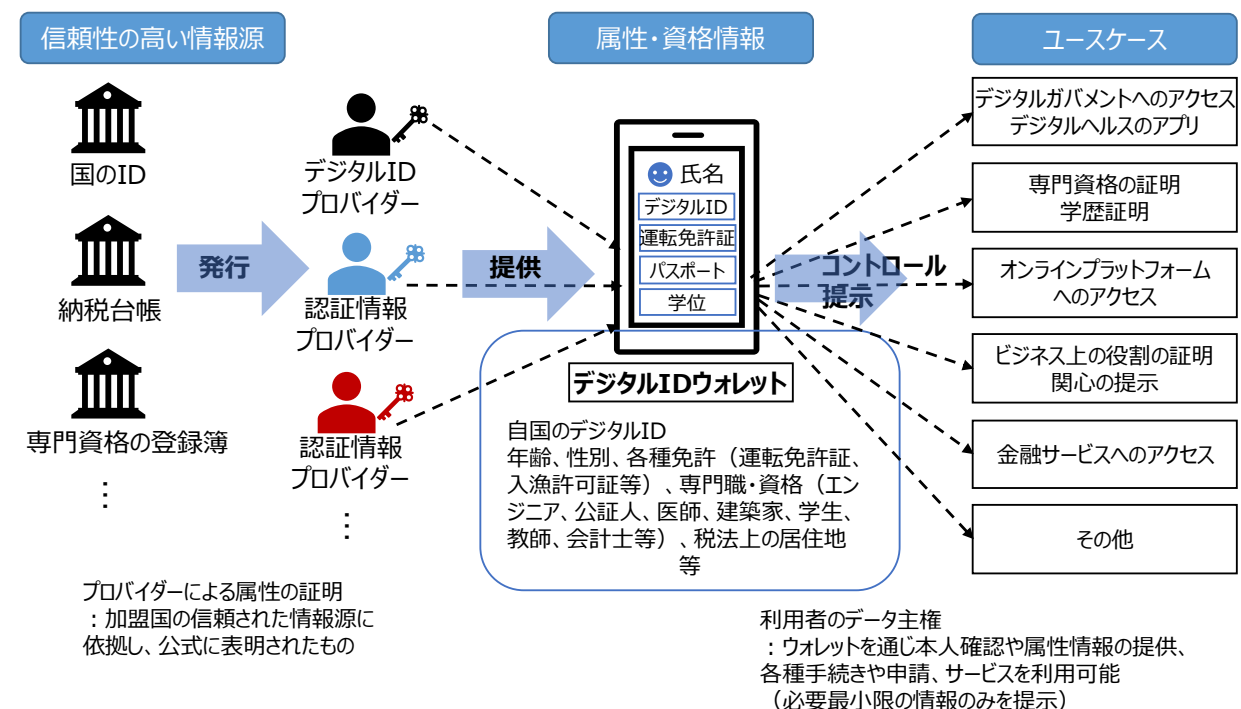 信頼性の高い情報源
属性・資格情報
ユースケース
国のID
納税台帳
専門資格の登録簿
⋮
発行
デジタルID
プロバイダー
認証情報
プロバイダー
認証情報
プロバイダー
⋮
提供
氏名
デジタルID
運転免許証
パスポート
学位
デジタルIDウォレット
自国のデジタルID
年齢、性別、各種免許（運転免許証、
入漁許可証等）、専門職・資格（エン
ジニア、公証人、医師、建築家、学生、
教師、会計士等）、税法上の居住地
等
コントロール
提示
デジタルガバメントへのアクセス
デジタルヘルスのアプリ
専門資格の証明
学歴証明
オンラインプラットフォーム
へのアクセス
ビジネス上の役割の証明
関心の提示
金融サービスへのアクセス
その他
プロバイダーによる属性の証明
：加盟国の信頼された情報源に
依拠し、公式に表明されたもの
利用者のデータ主権
：ウォレットを通じ本人確認や属性情報の提供、
各種手続きや申請、サービスを利用可能
（必要最小限の情報のみを提示）